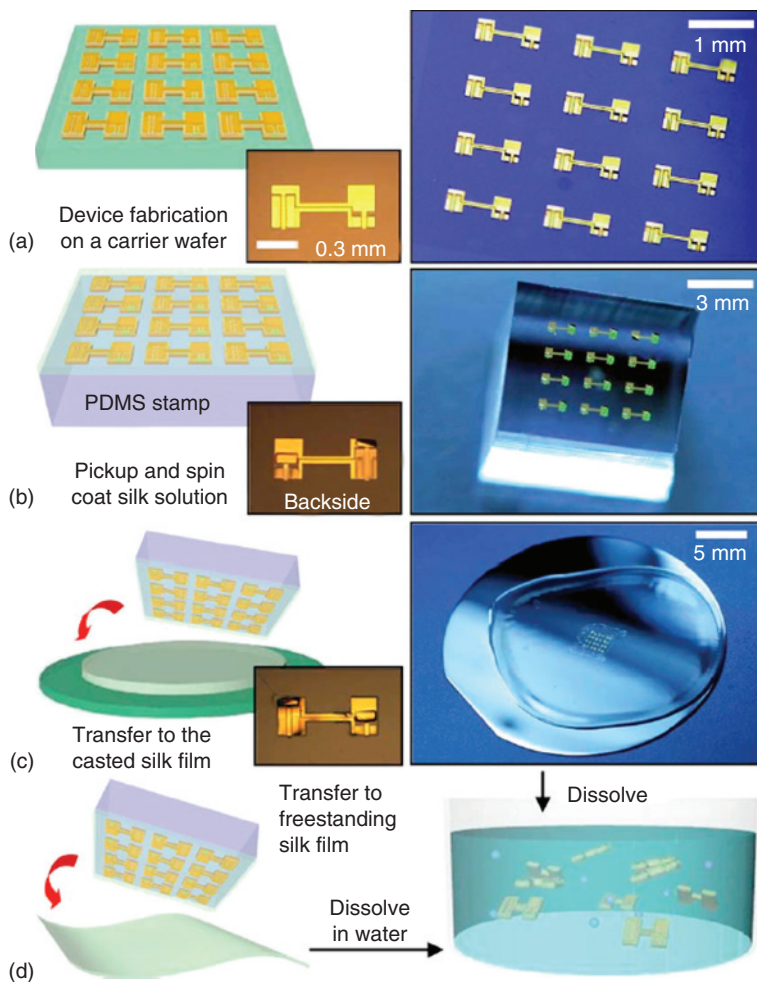 1 mm
Device fabrication
on a carrier wafer
(a)
0.3 mm
3 mm
PDMS stamp
Pickup and spin
coat silk solution
(b)
Backside
5 mm
Transfer to the
casted silk film
(c)
Transfer to
freestanding
silk film
Dissolve
Dissolve
in water
(d)